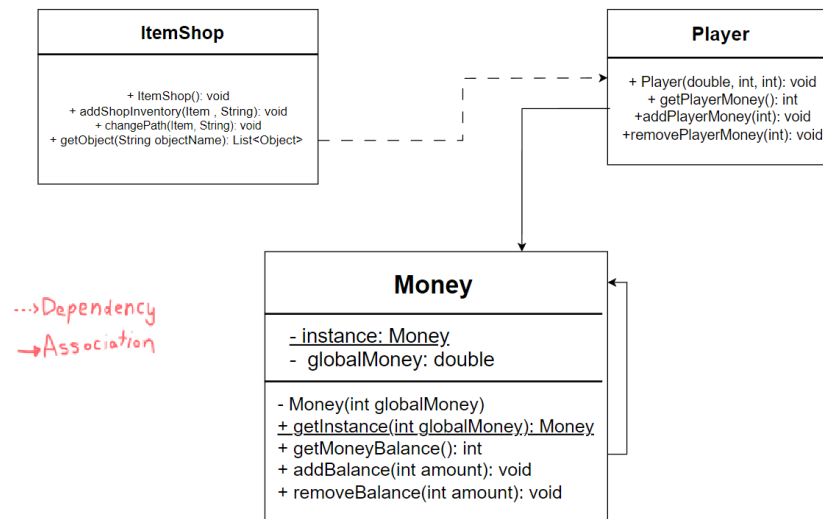 ItemShop
+ ItemShop(): void
+ addShopInventory(Item , String): void
+ changePath(Item, String): void
+ getObject(String objectName): List<Object>
Player
+ Player(double, int, int): void
+ getPlayerMoney(): int
+addPlayerMoney(int): void
+removePlayerMoney(int): void
Money
- instance: Money
- globalMoney: double
- Money(int globalMoney)
+ getInstance(int globalMoney): Money
+ getMoneyBalance(): int
+ addBalance(int amount): void
+ removeBalance(int amount): void
Dependency
Association